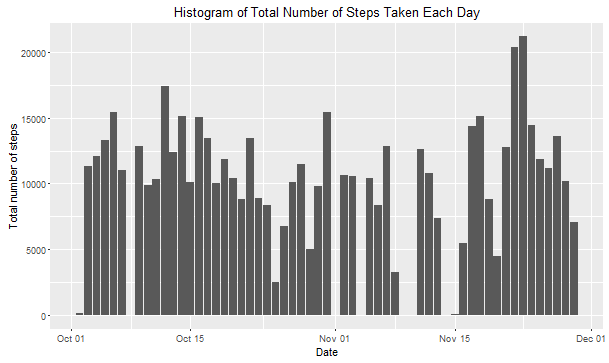 Histogram of Total Number of Steps Taken Each Day
Total number of steps
20000
15000
10000
5000
0
Oct 01
Oct 15
Nov 01
Nov 15
Dec 01
Date